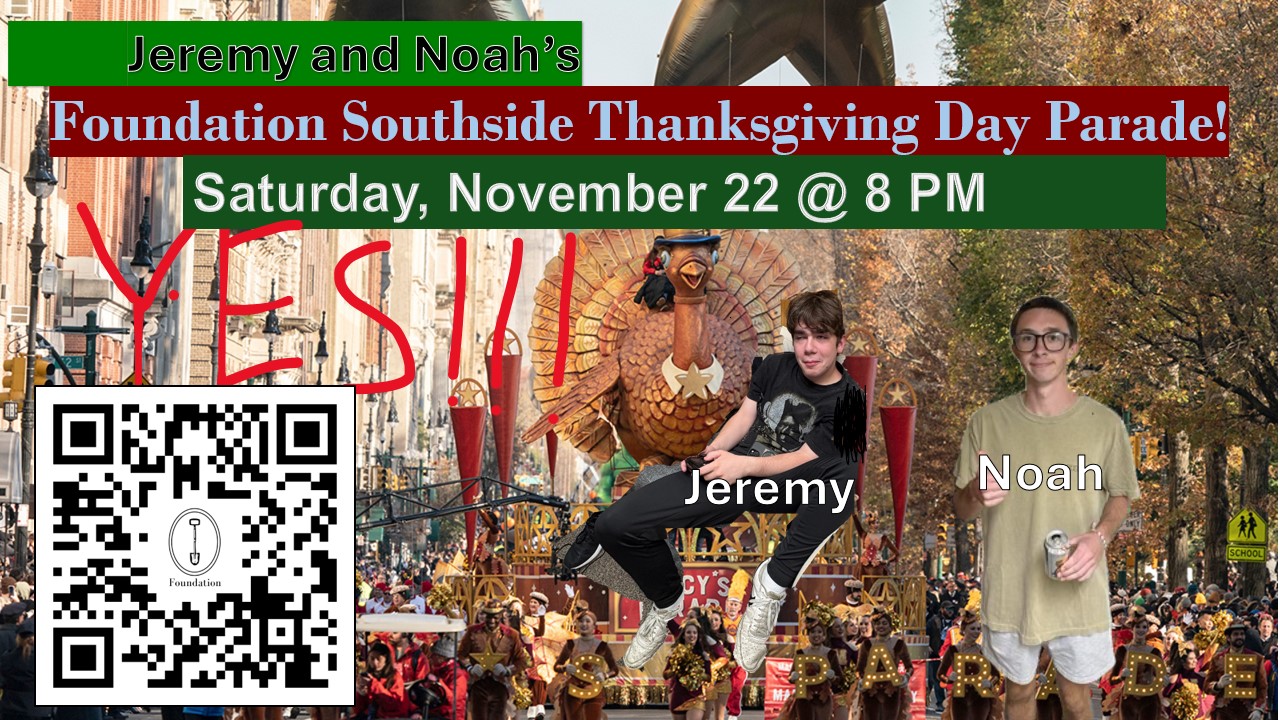 Jeremy and Noah's
Foundation Southside Thanksgiving Day Parade!
Saturday, November 22 @ 8 PM
YES!!!
Jeremy
Noah
Foundation
SCHOOL
PARADE